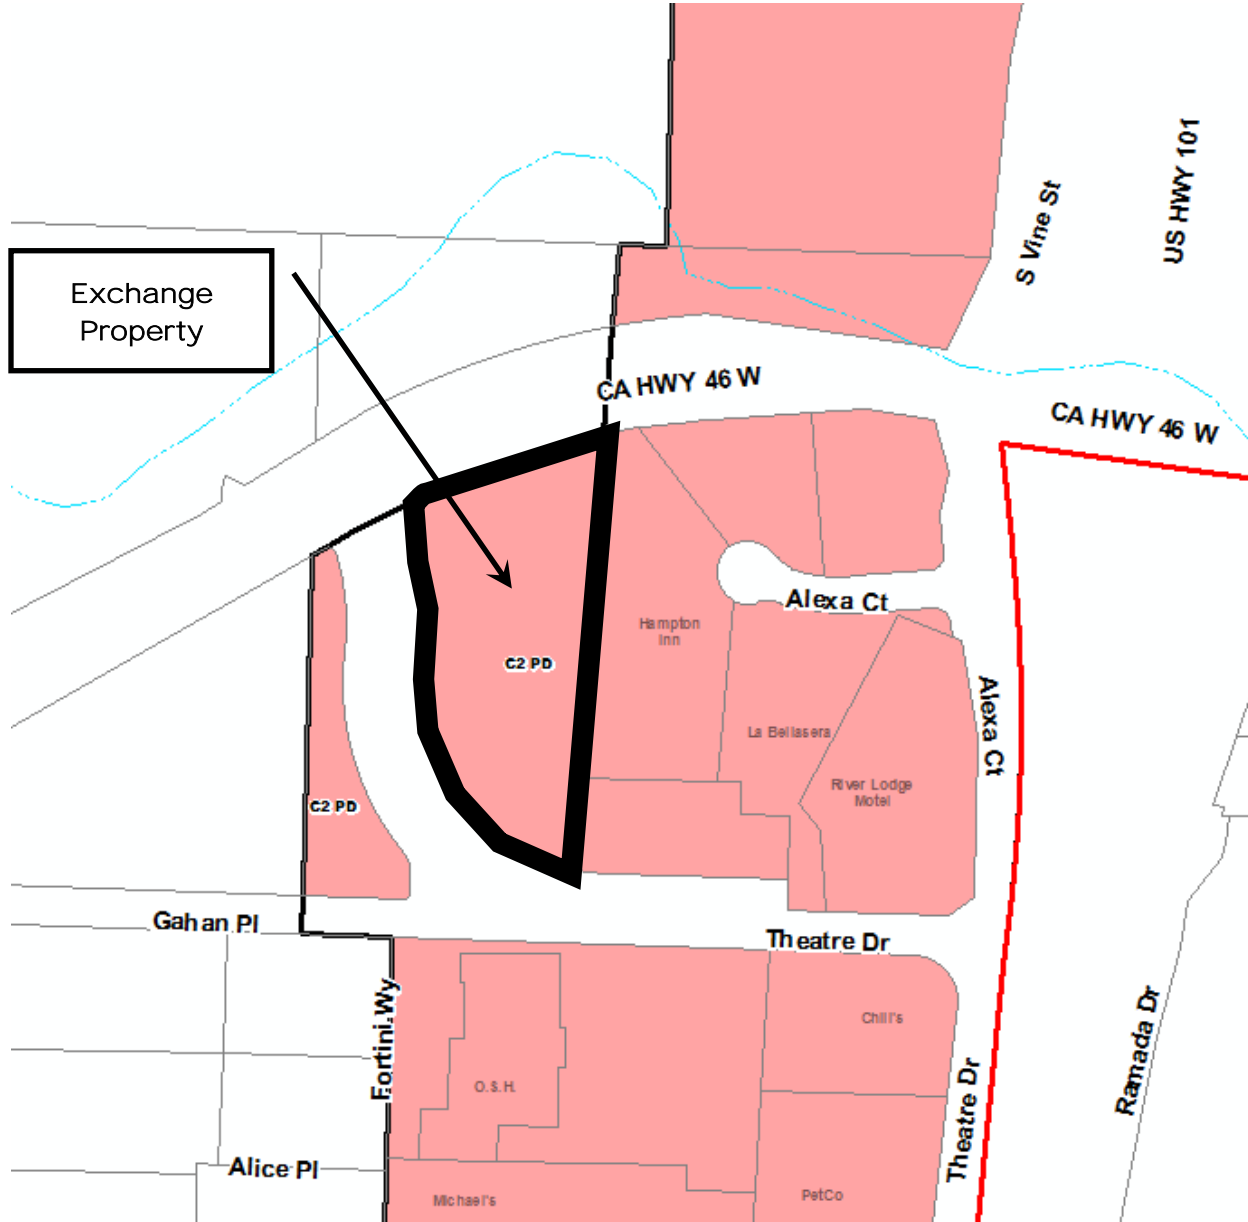 US HWY 101
S Vine St
Exchange
Property
CA HWY 46 W
CA HWY 46 W
Alexa Ct
Hampton
Inn
C2 PD
Alexa Ct
La Bellasera
River Lodge
Motel
C2 PD
Gahan Pl
Theatre Dr
Fortini Wy
Chili's
Ramada Dr
O.S.H.
Theatre Dr
Alice Pl
Michael's
PetCo